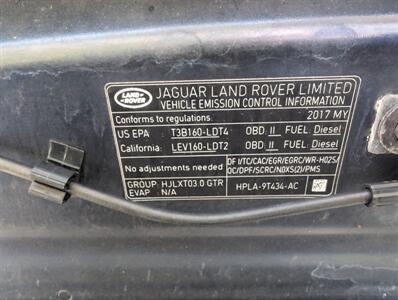 LAND ROVER
JAGUAR LAND ROVER LIMITED
VEHICLE EMISSION CONTROL INFORMATION
Conforms to regulations: 2017 MY
US EPA : T3B160-LDT4 OBD: II FUEL: Diesel
California: LEV160-LDT2 OBD: II FUEL: Diesel
No adjustments needed
DF I/TC/CAC/EGR/EGRC/WR-HO2S/
OC/DPF/SCRC/NOXS(2)/PMS
GROUP: HJLXT03.0 GTR
HPLA-9T434-AC
EVAP : N/A